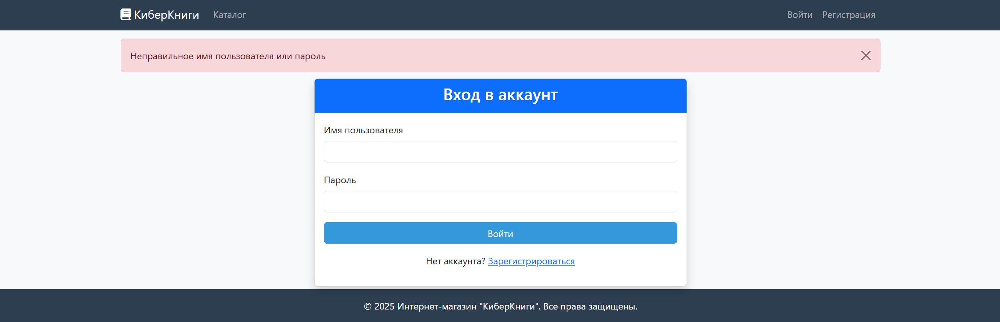 КиберКниги Каталог Войти Регистрация
Неправильное имя пользователя или пароль
Вход в аккаунт
Имя пользователя
Пароль
Войти
Нет аккаунта? Зарегистрироваться
© 2025 Интернет-магазин "КиберКниги". Все права защищены.